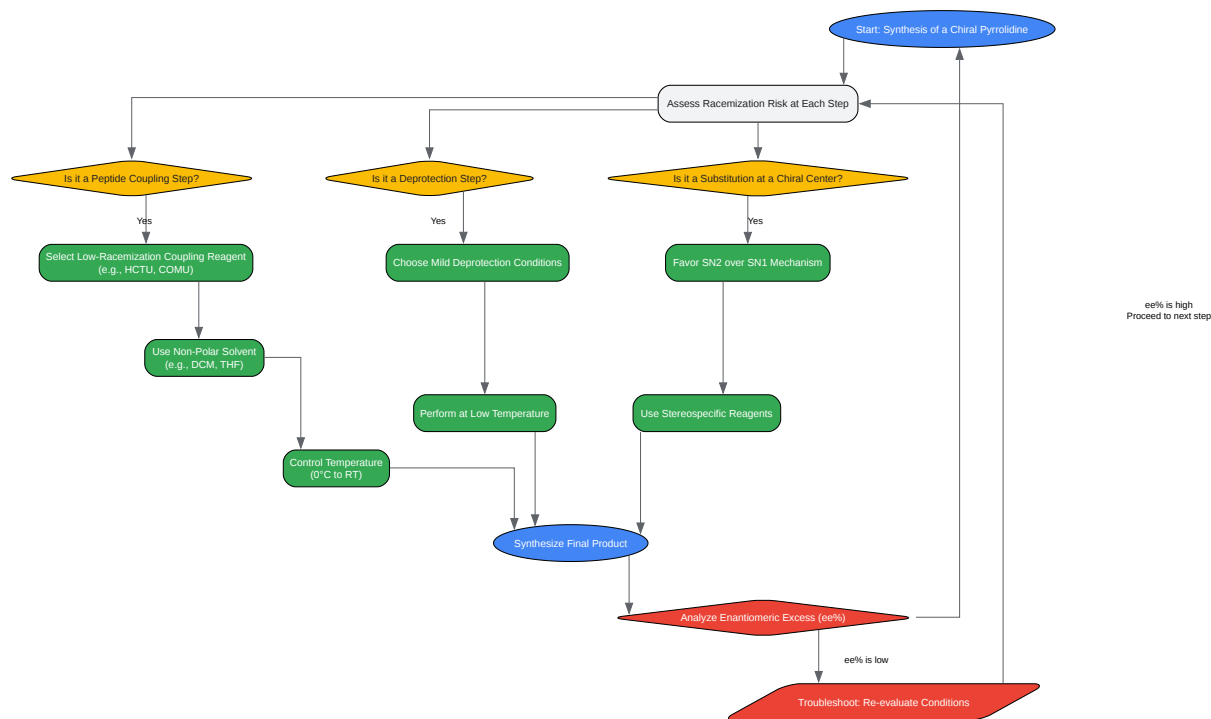 Start: Synthesis of a Chiral Pyrrolidine
Assess Racemization Risk at Each Step
Is it a Peptide Coupling Step?
Is it a Deprotection Step?
Is it a Substitution at a Chiral Center?
Yes
Yes
Yes
Select Low-Racemization Coupling Reagent
(e.g., HCTU, COMU)
Choose Mild Deprotection Conditions
Favor SN2 over SN1 Mechanism
ee% is high
Proceed to next step
Use Non-Polar Solvent
(e.g., DCM, THF)
Perform at Low Temperature
Use Stereospecific Reagents
Control Temperature
(0°C to RT)
Synthesize Final Product
Analyze Enantiomeric Excess (ee%)
ee% is low
Troubleshoot: Re-evaluate Conditions